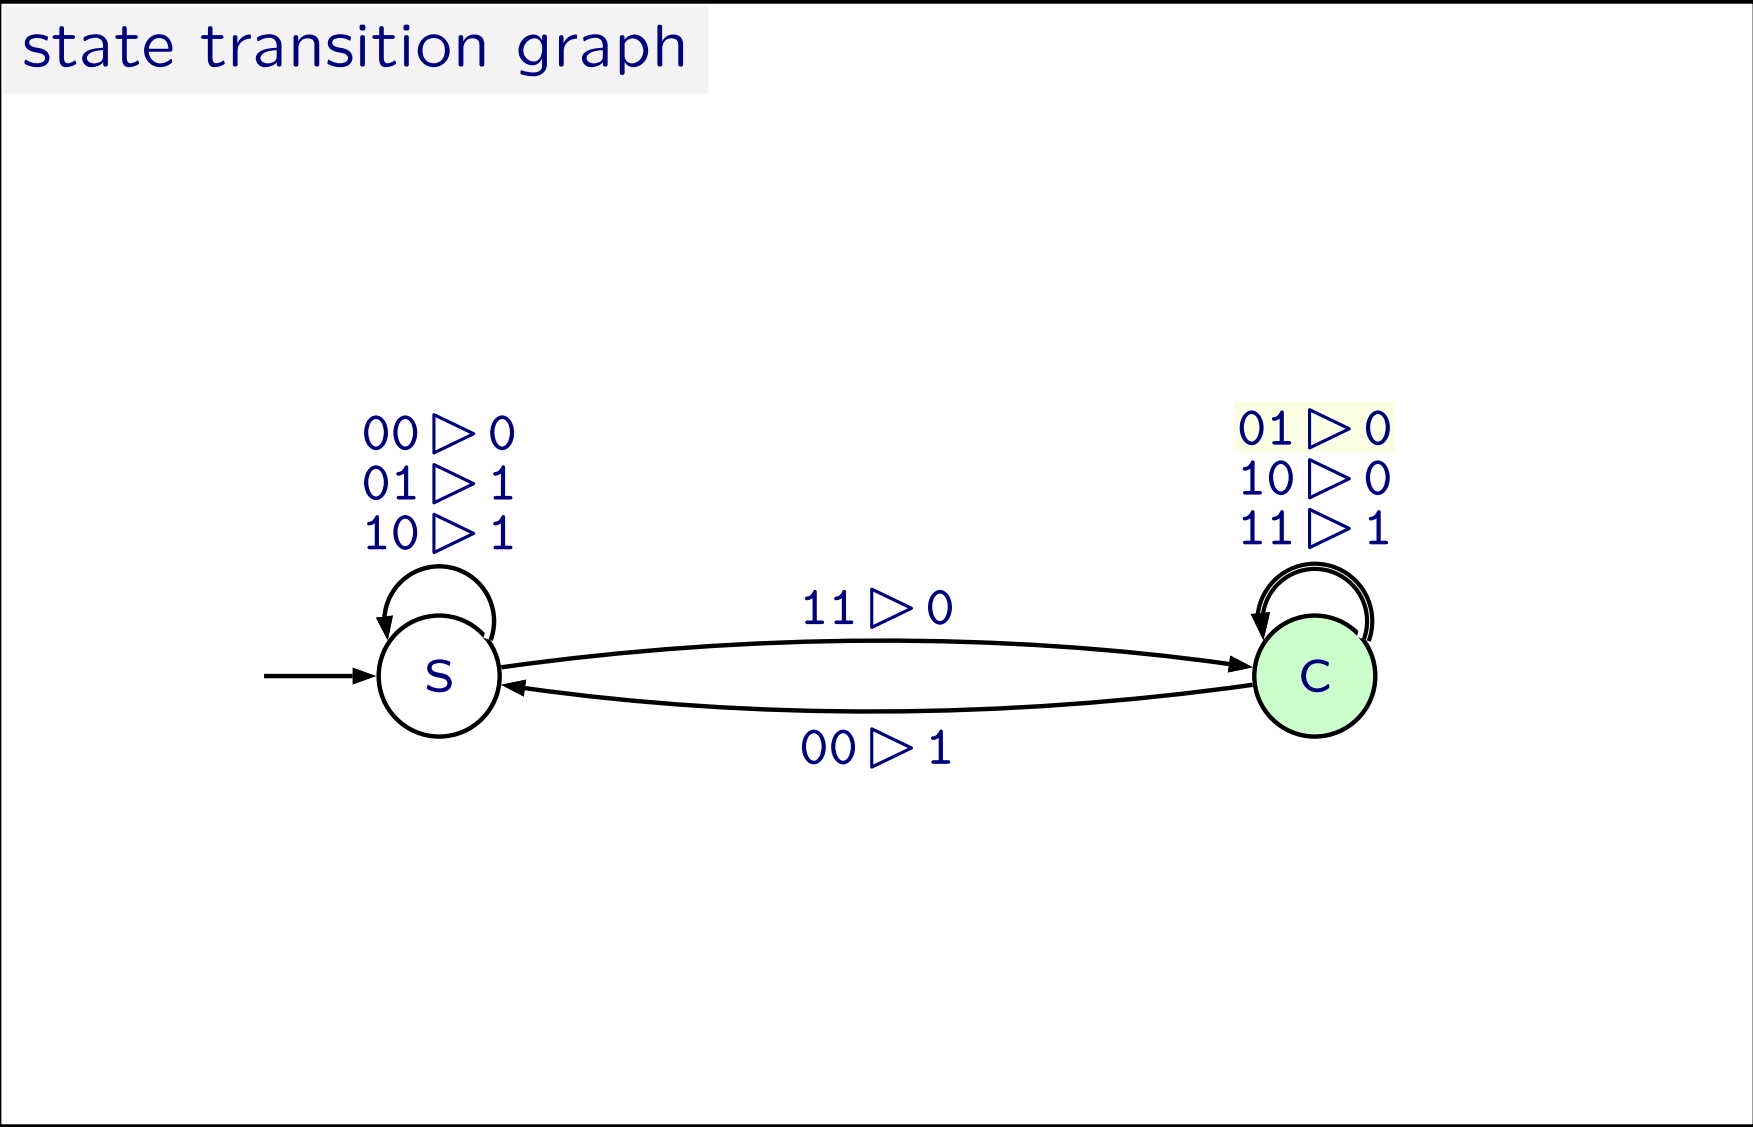 state transition graph
00 ▷ 0
01 ▷ 1
10 ▷ 1
01 ▷ 0
10 ▷ 0
11 ▷ 1
11 ▷ 0
S
C
00 ▷ 1